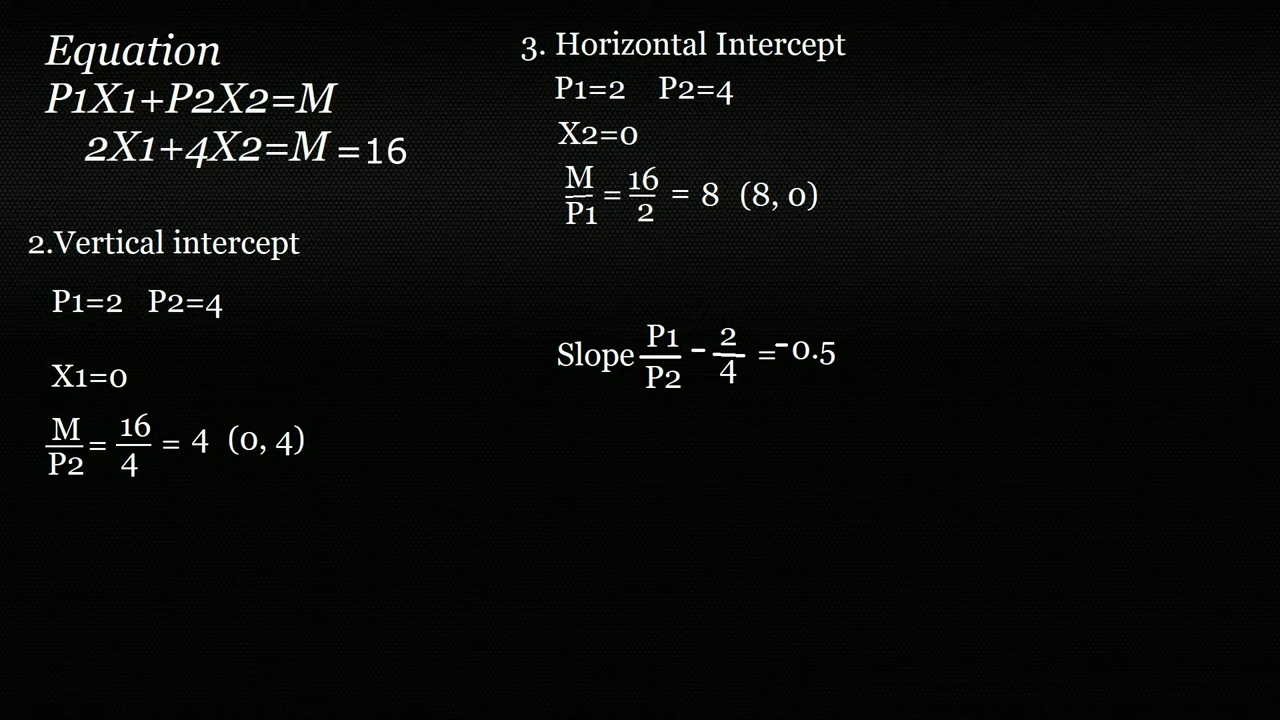 Equation
P1X1+P2X2=M
2X1+4X2=M =16
2.Vertical intercept
P1=2 P2=4
X1=0
M/P2 = 16/4 = 4 (0, 4)
3. Horizontal Intercept
P1=2 P2=4
X2=0
M/P1 = 16/2 = 8 (8, 0)
Slope P1/P2 - 2/4 = -0.5